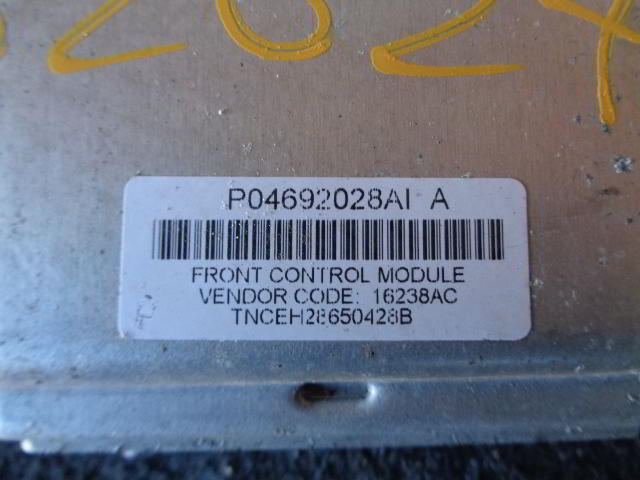 P04692028AI A
FRONT CONTROL MODULE
VENDOR CODE: 16238AC
TNCEH28650428B